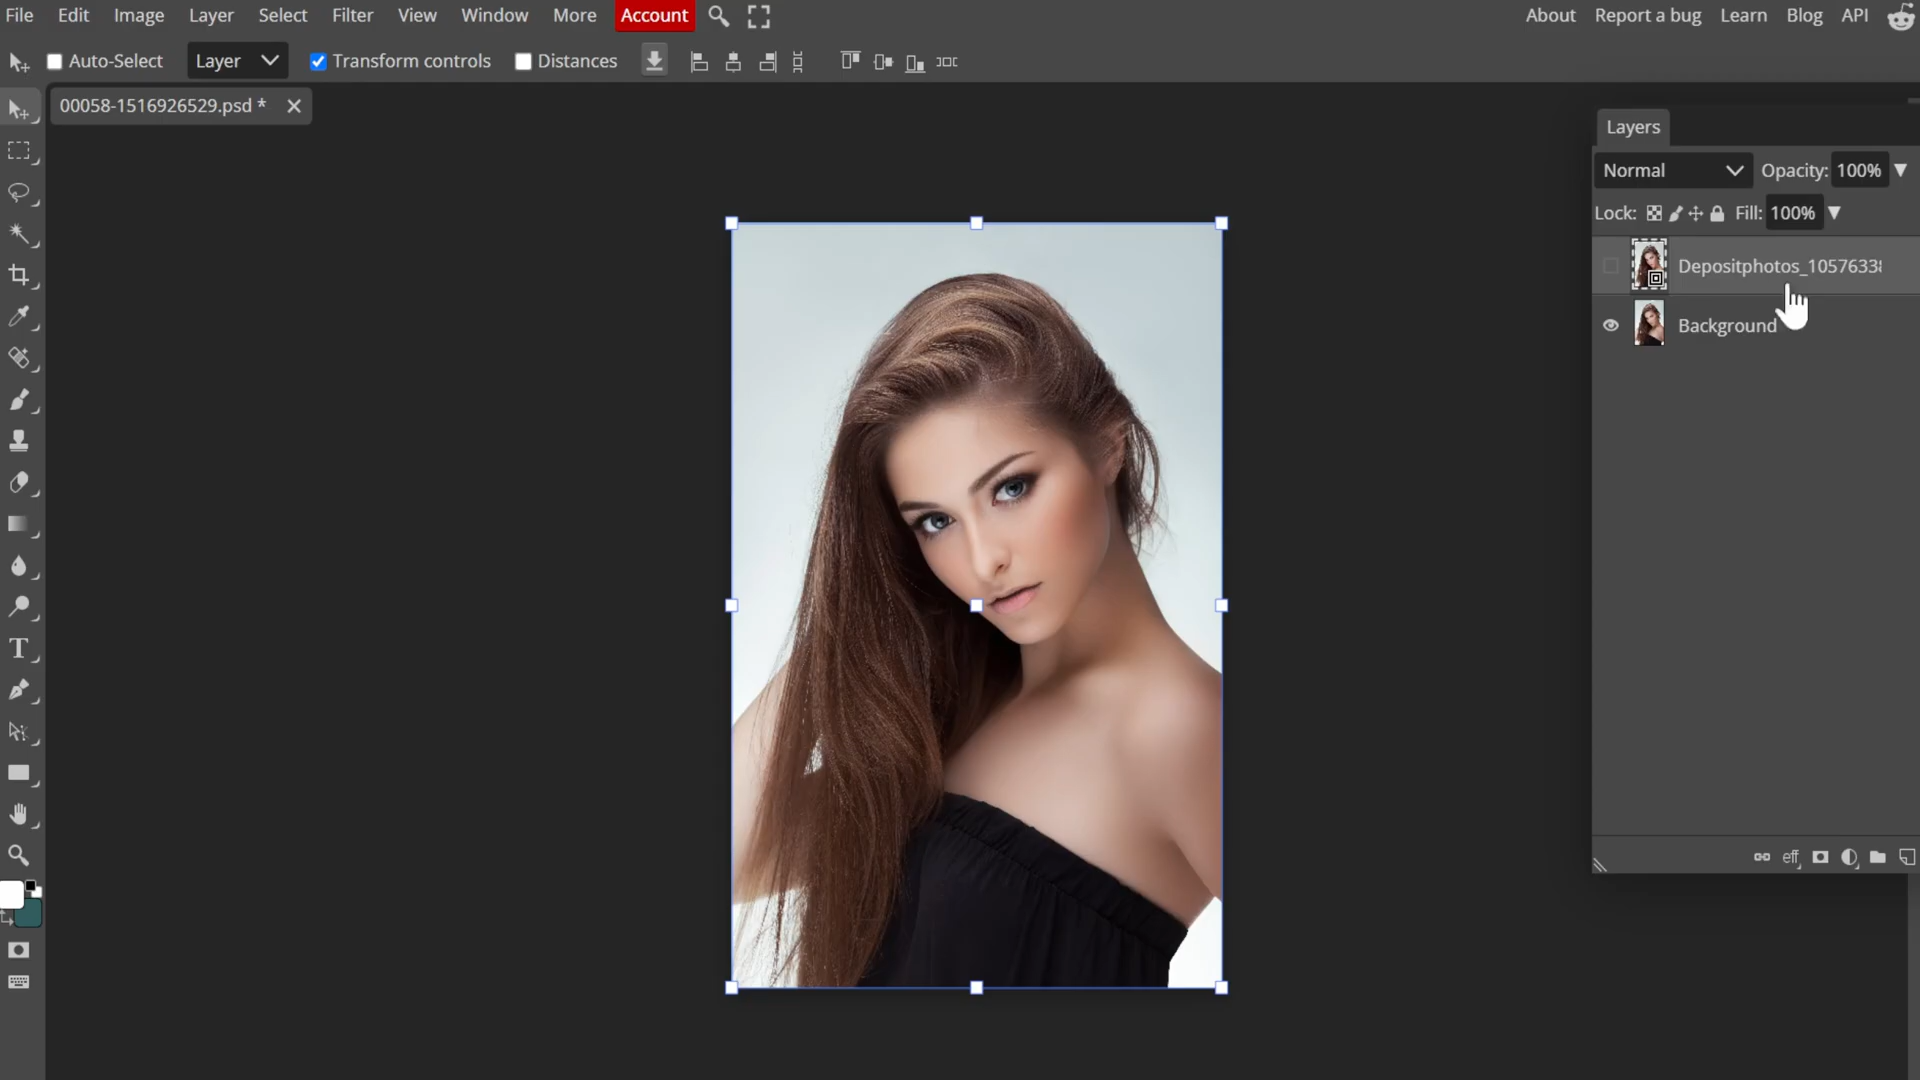 File Edit Image Layer Select Filter View Window More Account About Report a bug Learn Blog API
Auto-Select Layer Transform controls Distances
00058-1516926529.psd *
Layers
Normal Opacity: 100%
Lock: Fill: 100%
Depositphotos_1057633
Background
eff
T